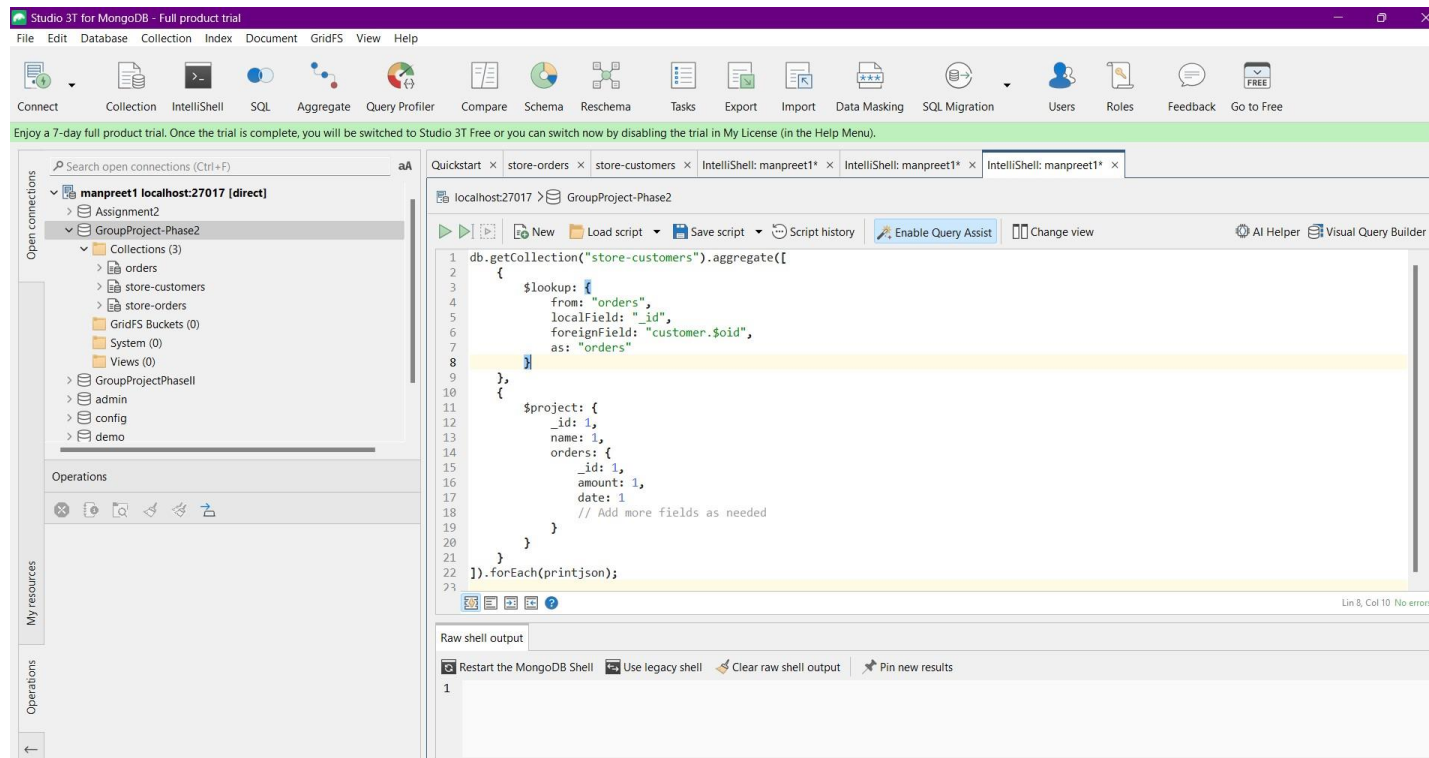 Studio 3T for MongoDB - Full product trial
File Edit Database Collection Index Document GridFS View Help
Connect Collection IntelliShell SQL Aggregate Query Profiler Compare Schema Reschema Tasks Export Import Data Masking SQL Migration Users Roles Feedback FREE Go to Free
Enjoy a 7-day full product trial. Once the trial is complete, you will be switched to Studio 3T Free or you can switch now by disabling the trial in My License (in the Help Menu).
Open connections
My resources
Operations
Search open connections (Ctrl+F) aA
manpreet1 localhost:27017 [direct]
Assignment2
GroupProject-Phase2
Collections (3)
orders
store-customers
store-orders
GridFS Buckets (0)
System (0)
Views (0)
GroupProjectPhaseII
admin
config
demo
Operations
Quickstart × store-orders × store-customers × IntelliShell: manpreet1* × IntelliShell: manpreet1* × IntelliShell: manpreet1* ×
localhost:27017 > GroupProject-Phase2
New Load script Save script Script history Enable Query Assist Change view AI Helper Visual Query Builder
1 db.getCollection("store-customers").aggregate([
2 {
3 $lookup: {
4 from: "orders",
5 localField: "_id",
6 foreignField: "customer.$oid",
7 as: "orders"
8 }
9 },
10 {
11 $project: {
12 _id: 1,
13 name: 1,
14 orders: {
15 _id: 1,
16 amount: 1,
17 date: 1
18 // Add more fields as needed
19 }
20 }
21 }
22 ]).forEach(printjson);
23
Lin 8, Col 10 No errors
Raw shell output
Restart the MongoDB Shell Use legacy shell Clear raw shell output Pin new results
1